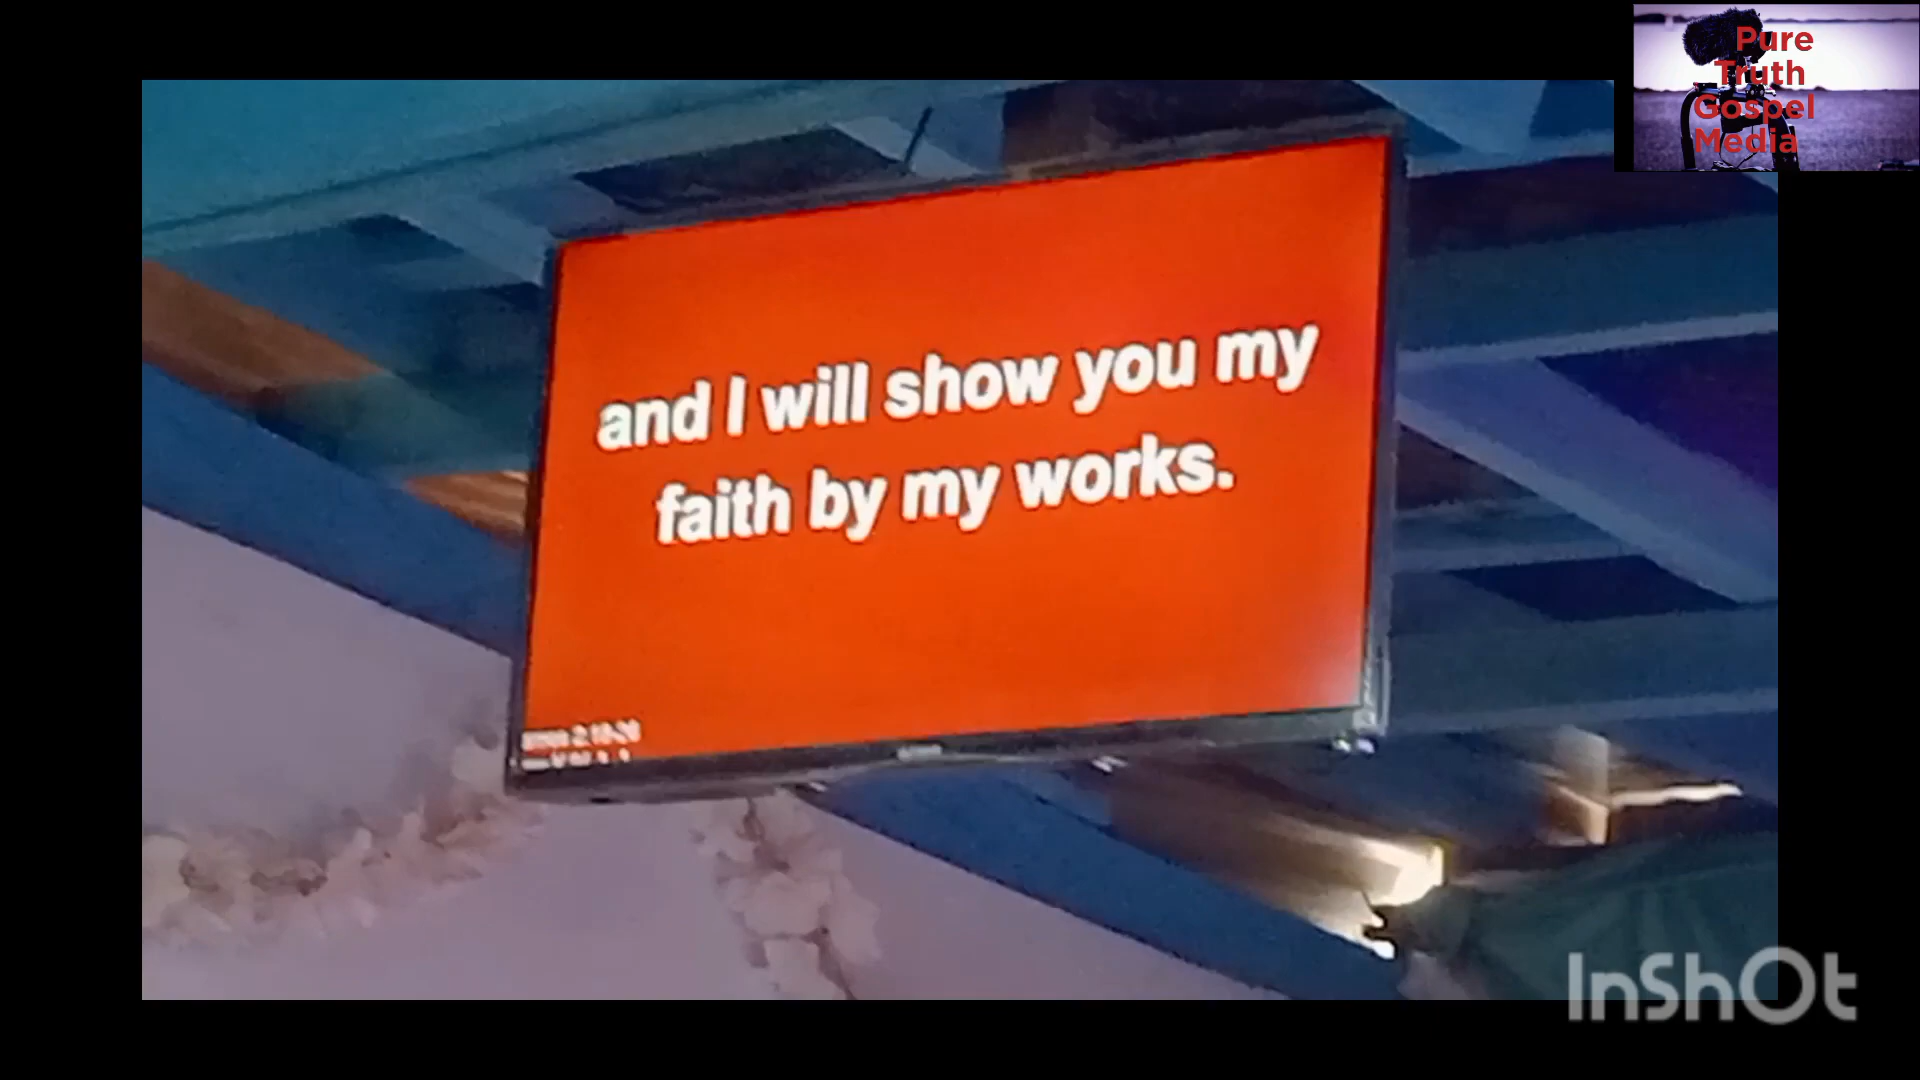 Pure
Truth
Gospel
Media
and I will show you my
faith by my works.
InShOt